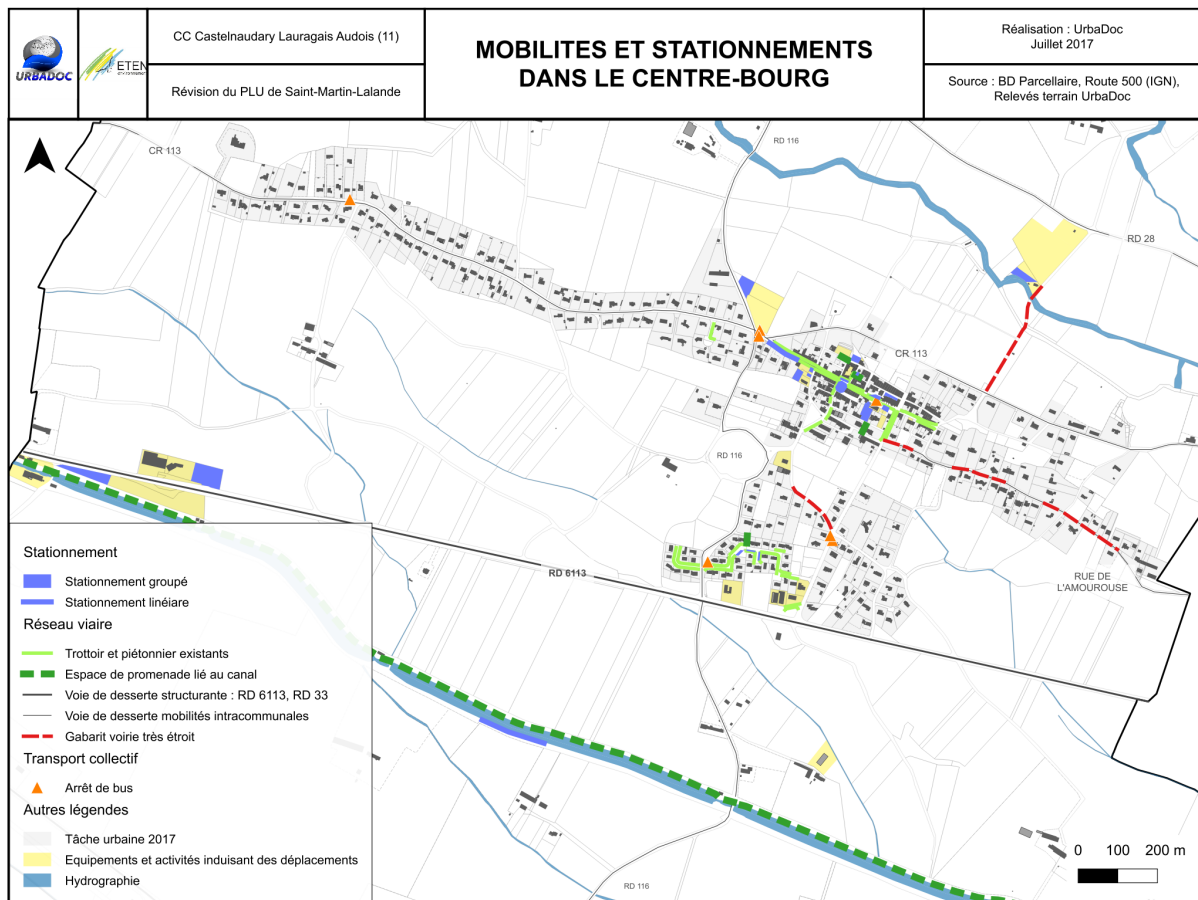 URBADOC
ETEN
environnement
CC Castelnaudary Lauragais Audois (11)
Révision du PLU de Saint-Martin-Lalande
MOBILITES ET STATIONNEMENTS
DANS LE CENTRE-BOURG
Réalisation : UrbaDoc
Juillet 2017
Source : BD Parcellaire, Route 500 (IGN),
Relevés terrain UrbaDoc
CR 113
RD 116
RD 28
CR 113
RD 116
RD 6113
RUE DE
L'AMOUROUSE
RD 116
Stationnement
Stationnement groupé
Stationnement linéiare
Réseau viaire
Trottoir et piétonnier existants
Espace de promenade lié au canal
Voie de desserte structurante : RD 6113, RD 33
Voie de desserte mobilités intracommunales
Gabarit voirie très étroit
Transport collectif
Arrêt de bus
Autres légendes
Tâche urbaine 2017
Equipements et activités induisant des déplacements
Hydrographie
0 100 200 m